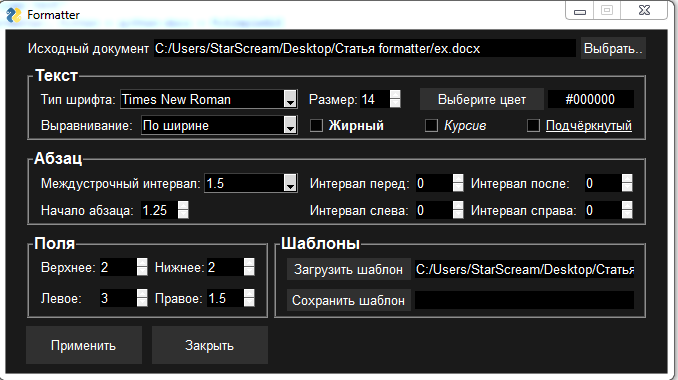 Formatter
Исходный документ C:/Users/StarScream/Desktop/Статья formatter/ex.docx Выбрать..
Текст
Тип шрифта: Times New Roman Размер: 14 Выберите цвет #000000
Выравнивание: По ширине Жирный Курсив Подчёркнутый
Абзац
Междустрочный интервал: 1.5 Интервал перед: 0 Интервал после: 0
Начало абзаца: 1.25 Интервал слева: 0 Интервал справа: 0
Поля Шаблоны
Верхнее: 2 Нижнее: 2 Загрузить шаблон C:/Users/StarScream/Desktop/Статья
Левое: 3 Правое: 1.5 Сохранить шаблон
Применить Закрыть